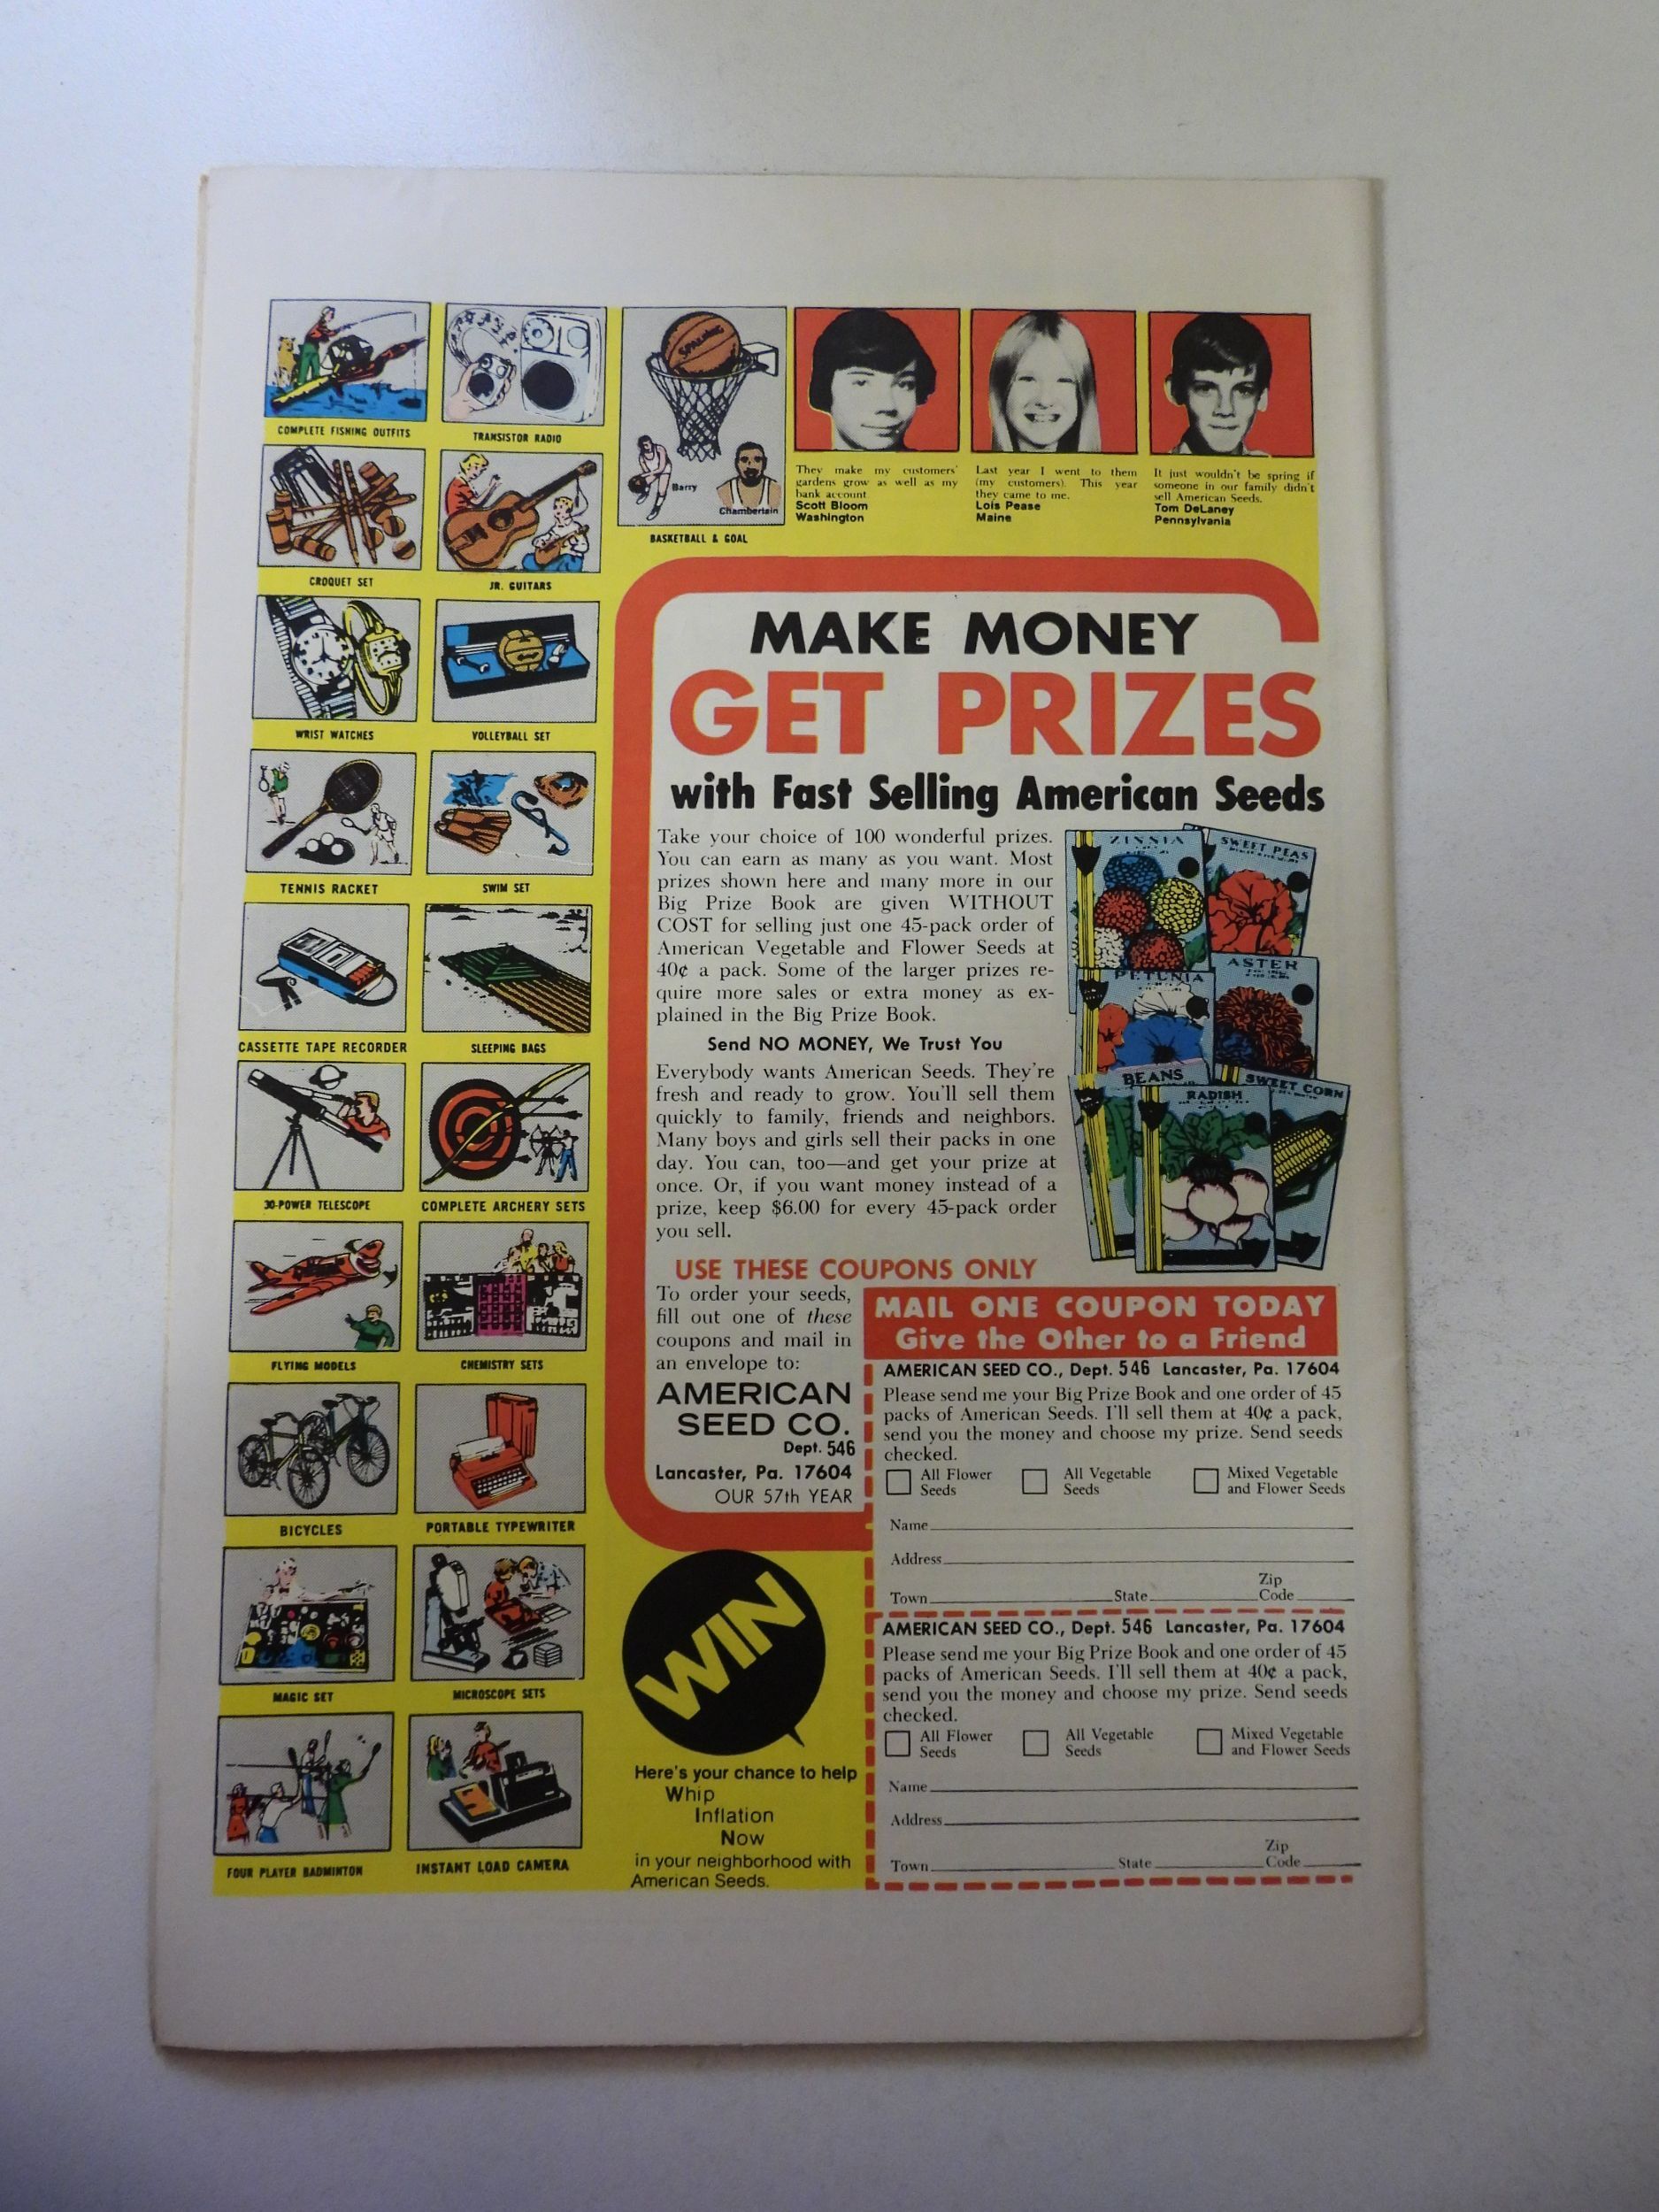 COMPLETE FISHING OUTFITS
TRANSISTOR RADIO
CROQUET SET
JR. GUITARS
WRIST WATCHES
VOLLEYBALL SET
TENNIS RACKET
SWIM SET
CASSETTE TAPE RECORDER
SLEEPING BAGS
30-POWER TELESCOPE
COMPLETE ARCHERY SETS
FLYING MODELS
CHEMISTRY SETS
BICYCLES
PORTABLE TYPEWRITER
MAGIC SET
MICROSCOPE SETS
FOUR PLAYER BADMINTON
INSTANT LOAD CAMERA
SPALDING
Barry
Chamberlain
BASKETBALL & GOAL
They make my customers'
gardens grow as well as my
bank account
Scott Bloom
Washington
Last year I went to them
(my customers). This year
they came to me.
Lois Pease
Maine
It just wouldn't be spring if
someone in our family didn't
sell American Seeds.
Tom DeLaney
Pennsylvania
MAKE MONEY
GET PRIZES
with Fast Selling American Seeds
Take your choice of 100 wonderful prizes.
You can earn as many as you want. Most
prizes shown here and many more in our
Big Prize Book are given WITHOUT
COST for selling just one 45-pack order of
American Vegetable and Flower Seeds at
40¢ a pack. Some of the larger prizes re-
quire more sales or extra money as ex-
plained in the Big Prize Book.
Send NO MONEY, We Trust You
Everybody wants American Seeds. They're
fresh and ready to grow. You'll sell them
quickly to family, friends and neighbors.
Many boys and girls sell their packs in one
day. You can, too—and get your prize at
once. Or, if you want money instead of a
prize, keep $6.00 for every 45-pack order
you sell.
ZINNIA
SWEET PEAS
PETUNIA
ASTER
BEANS
RADISH
SWEET CORN
USE THESE COUPONS ONLY
To order your seeds,
fill out one of these
coupons and mail in
an envelope to:
AMERICAN
SEED CO.
Dept. 546
Lancaster, Pa. 17604
OUR 57th YEAR
MAIL ONE COUPON TODAY
Give the Other to a Friend
AMERICAN SEED CO., Dept. 546 Lancaster, Pa. 17604
Please send me your Big Prize Book and one order of 45
packs of American Seeds. I'll sell them at 40¢ a pack,
send you the money and choose my prize. Send seeds
checked.
All Flower Seeds
All Vegetable Seeds
Mixed Vegetable and Flower Seeds
Name
Address
Town State Zip Code
AMERICAN SEED CO., Dept. 546 Lancaster, Pa. 17604
Please send me your Big Prize Book and one order of 45
packs of American Seeds. I'll sell them at 40¢ a pack,
send you the money and choose my prize. Send seeds
checked.
All Flower Seeds
All Vegetable Seeds
Mixed Vegetable and Flower Seeds
Name
Address
Town State Zip Code
WIN
Here's your chance to help
Whip
Inflation
Now
in your neighborhood with
American Seeds.